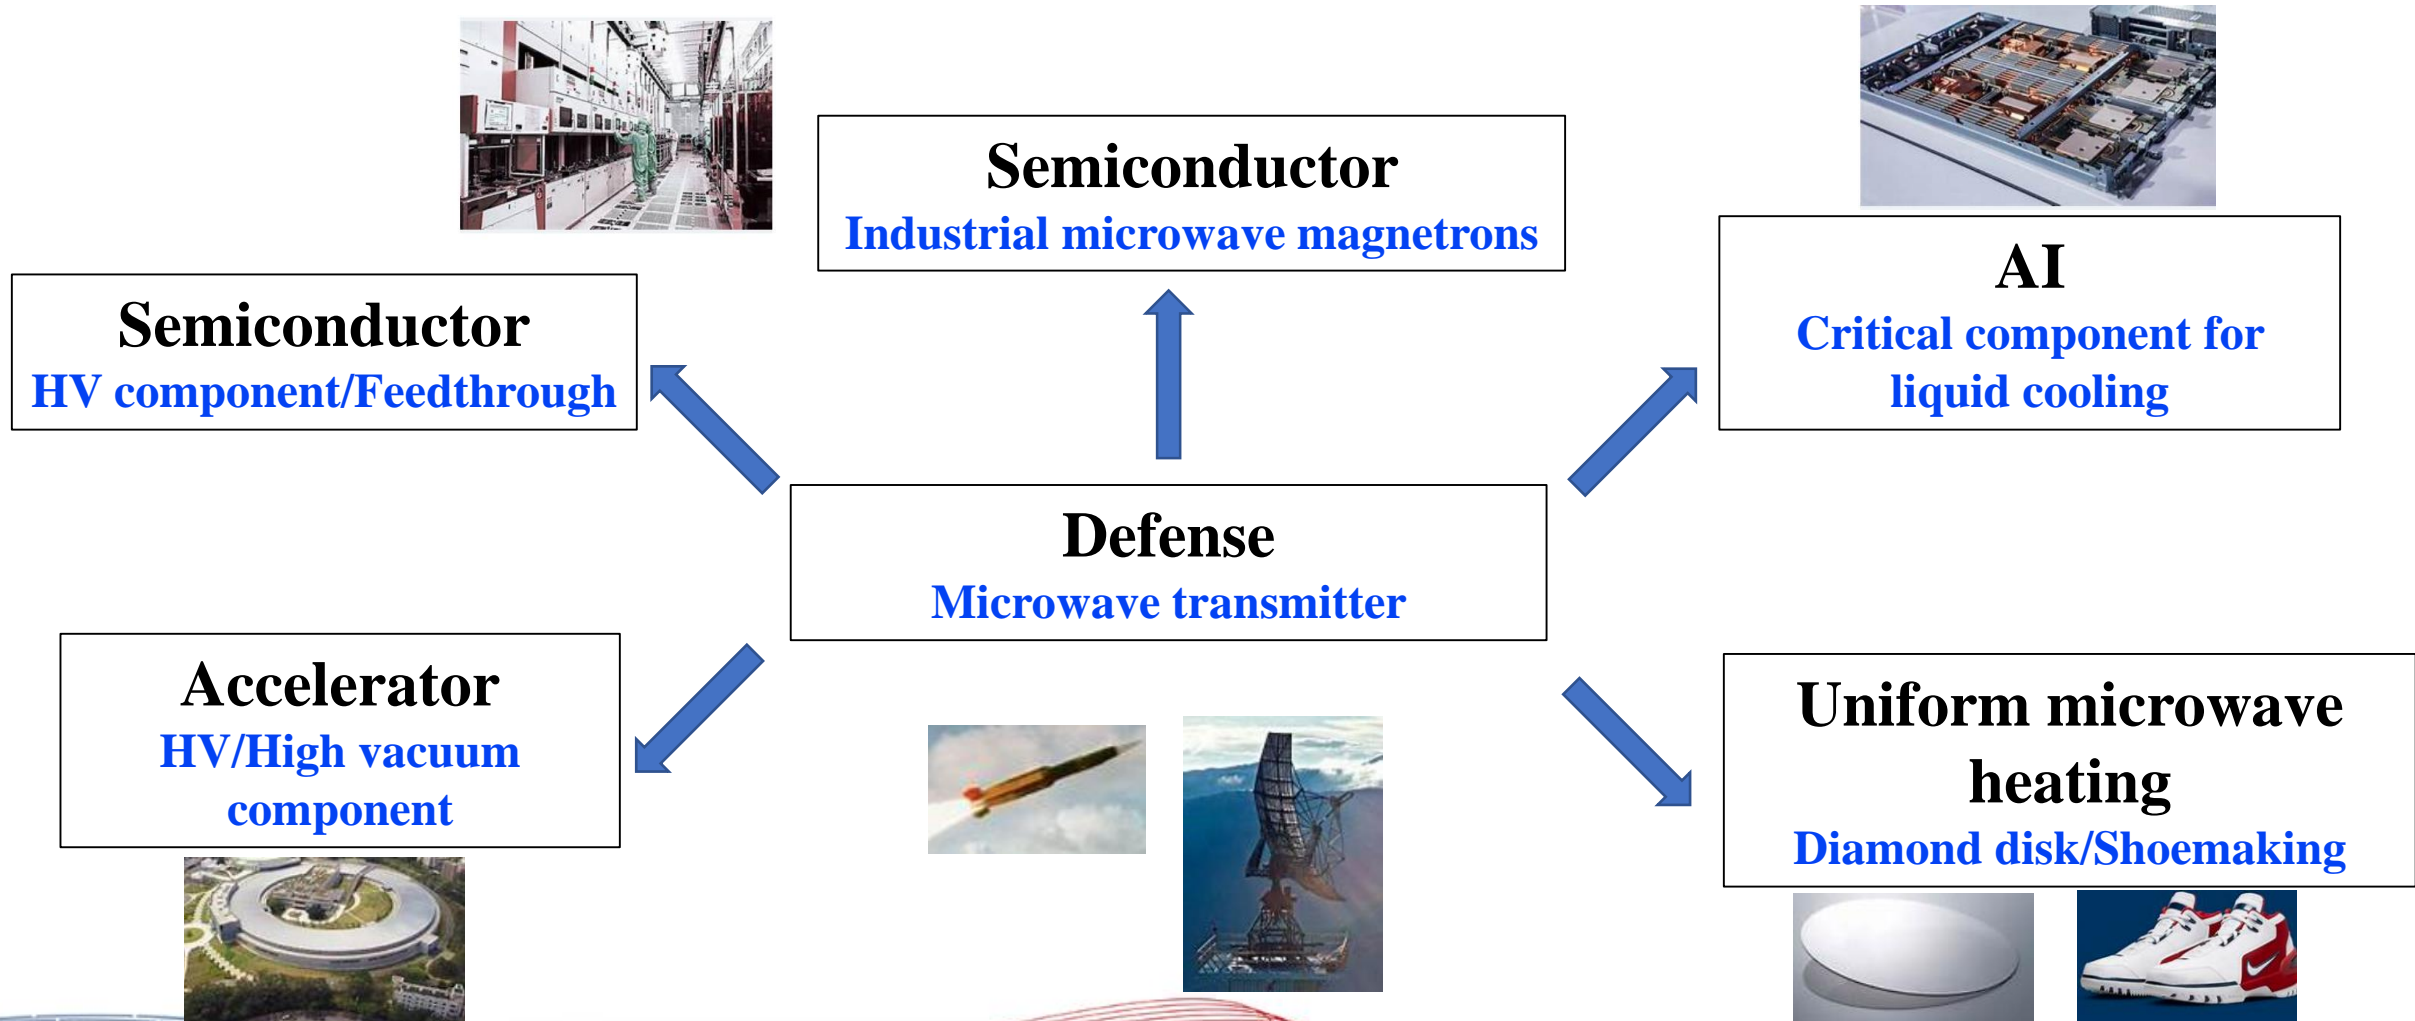 Semiconductor
Industrial microwave magnetrons
AI
Critical component for
liquid cooling
Semiconductor
HV component/Feedthrough
Defense
Microwave transmitter
Accelerator
HV/High vacuum
component
Uniform microwave
heating
Diamond disk/Shoemaking